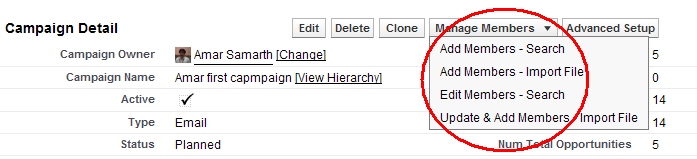 Campaign Detail Edit Delete Clone Manage Members Advanced Setup
Campaign Owner Amar Samarth [Change] Add Members - Search 5
Campaign Name Amar first capmpaign [View Hierarchy] Add Members - Import File 0
Active Edit Members - Search 14
Type Email Update & Add Members - Import File 14
Status Planned Num Total Opportunities 5